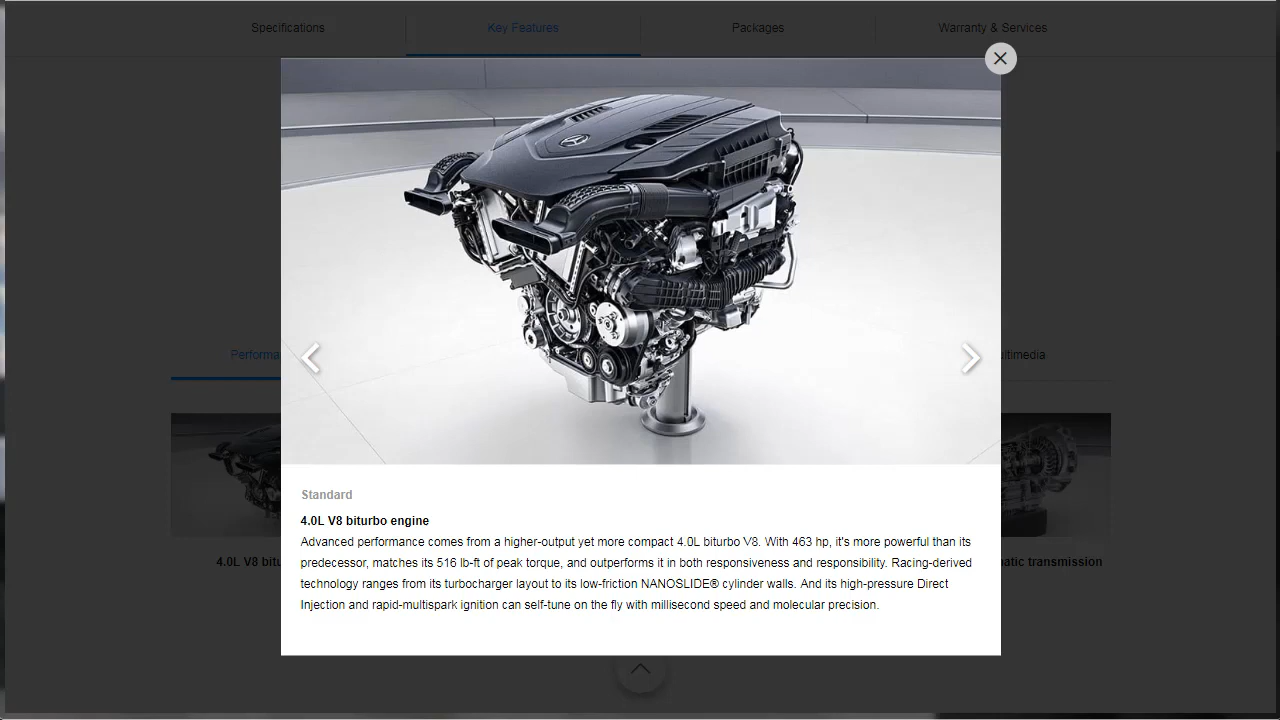 Specifications
Key Features
Packages
Warranty & Services
Performa
ultimedia
Standard
4.0L V8 biturbo engine
Advanced performance comes from a higher-output yet more compact 4.0L biturbo V8. With 463 hp, it's more powerful than its
predecessor, matches its 516 lb-ft of peak torque, and outperforms it in both responsiveness and responsibility. Racing-derived
technology ranges from its turbocharger layout to its low-friction NANOSLIDE® cylinder walls. And its high-pressure Direct
Injection and rapid-multispark ignition can self-tune on the fly with millisecond speed and molecular precision.
4.0L V8 bitu
atic transmission